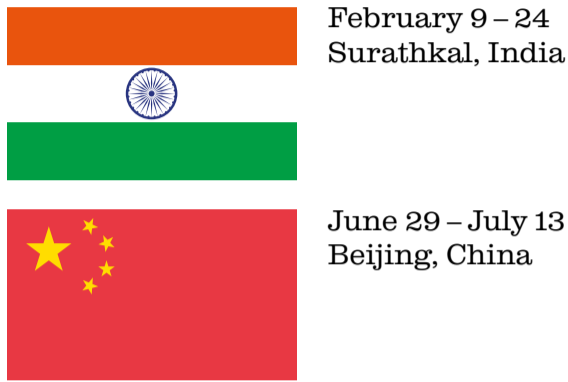 February 9 – 24
Surathkal, India
June 29 – July 13
Beijing, China